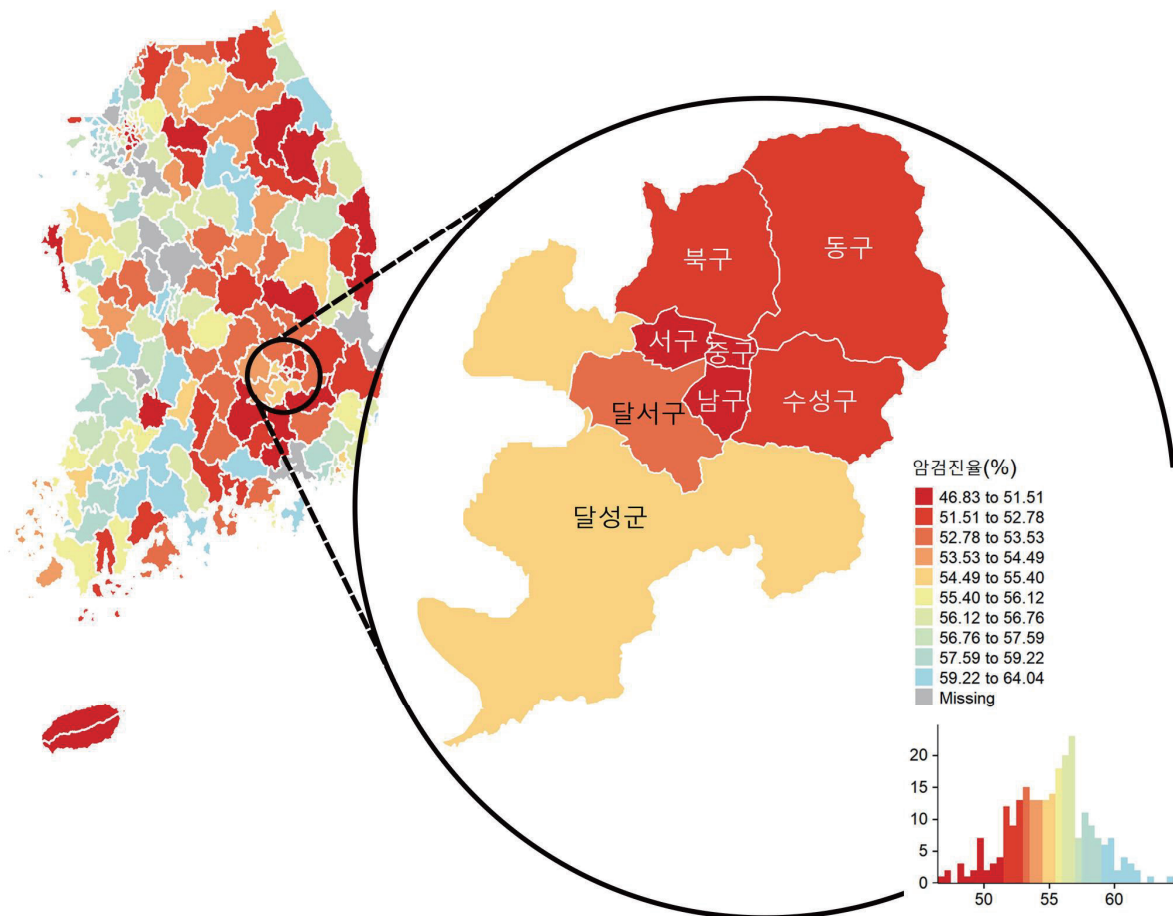 북구
동구
서구
중구
달서구
남구
수성구
달성군
암검진율(%)
46.83 to 51.51
51.51 to 52.78
52.78 to 53.53
53.53 to 54.49
54.49 to 55.40
55.40 to 56.12
56.12 to 56.76
56.76 to 57.59
57.59 to 59.22
59.22 to 64.04
Missing
20
15
10
5
0
50 55 60